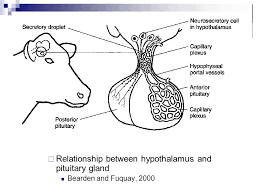 Secretory droplet
Neurosecretory cell
in hypothalamus
Capillary
plexus
Hypophyseal
portal vessels
Anterior
pituitary
Capillary
plexus
Posterior
pituitary
Relationship between hypothalamus and
pituitary gland
Bearden and Fuquay, 2000